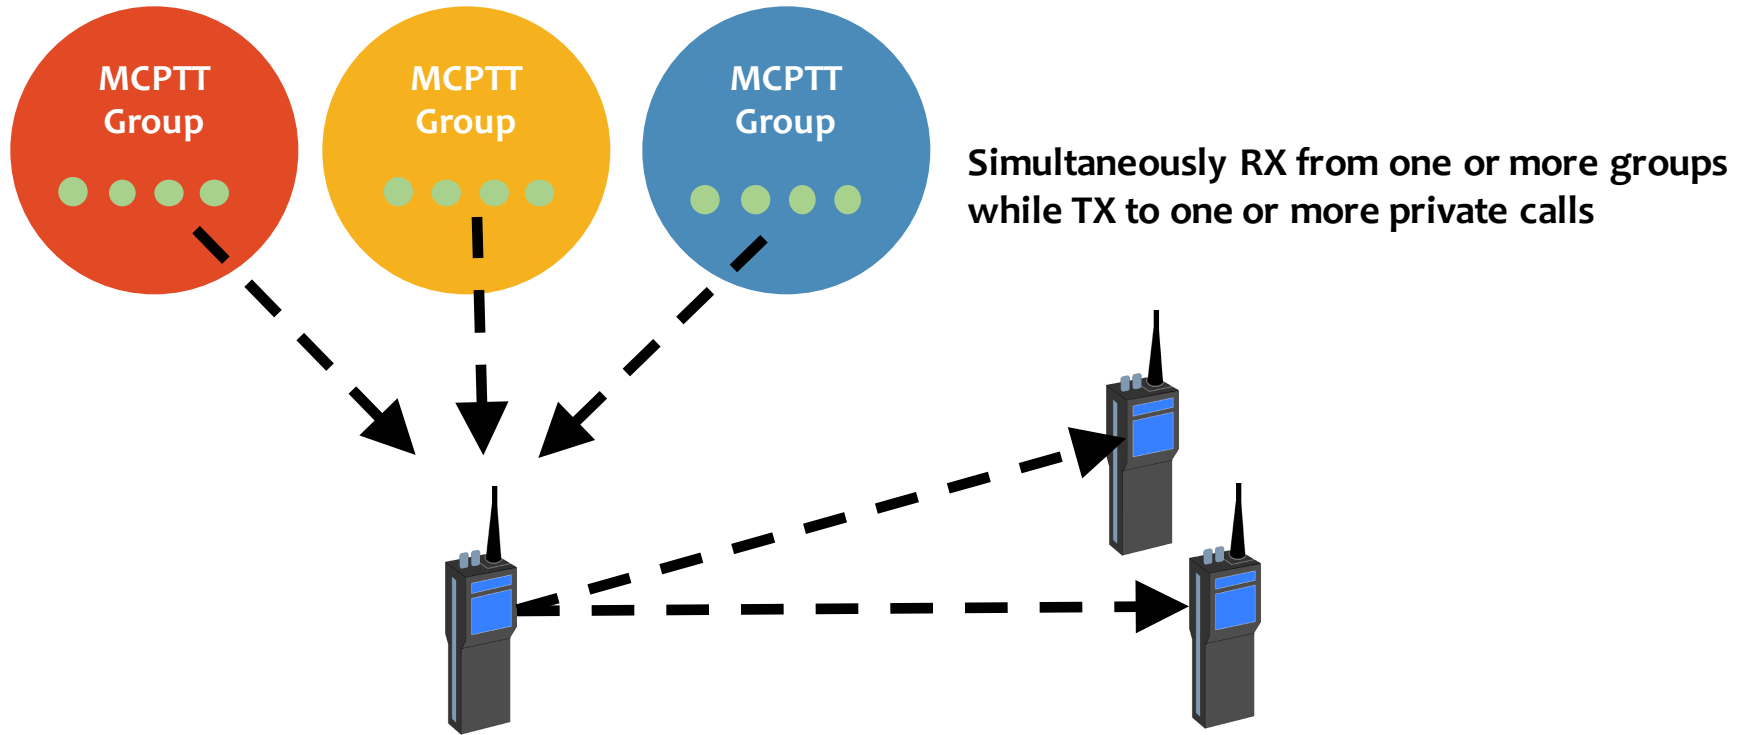 MCPTT
Group
MCPTT
Group
MCPTT
Group
Simultaneously RX from one or more groups
while TX to one or more private calls